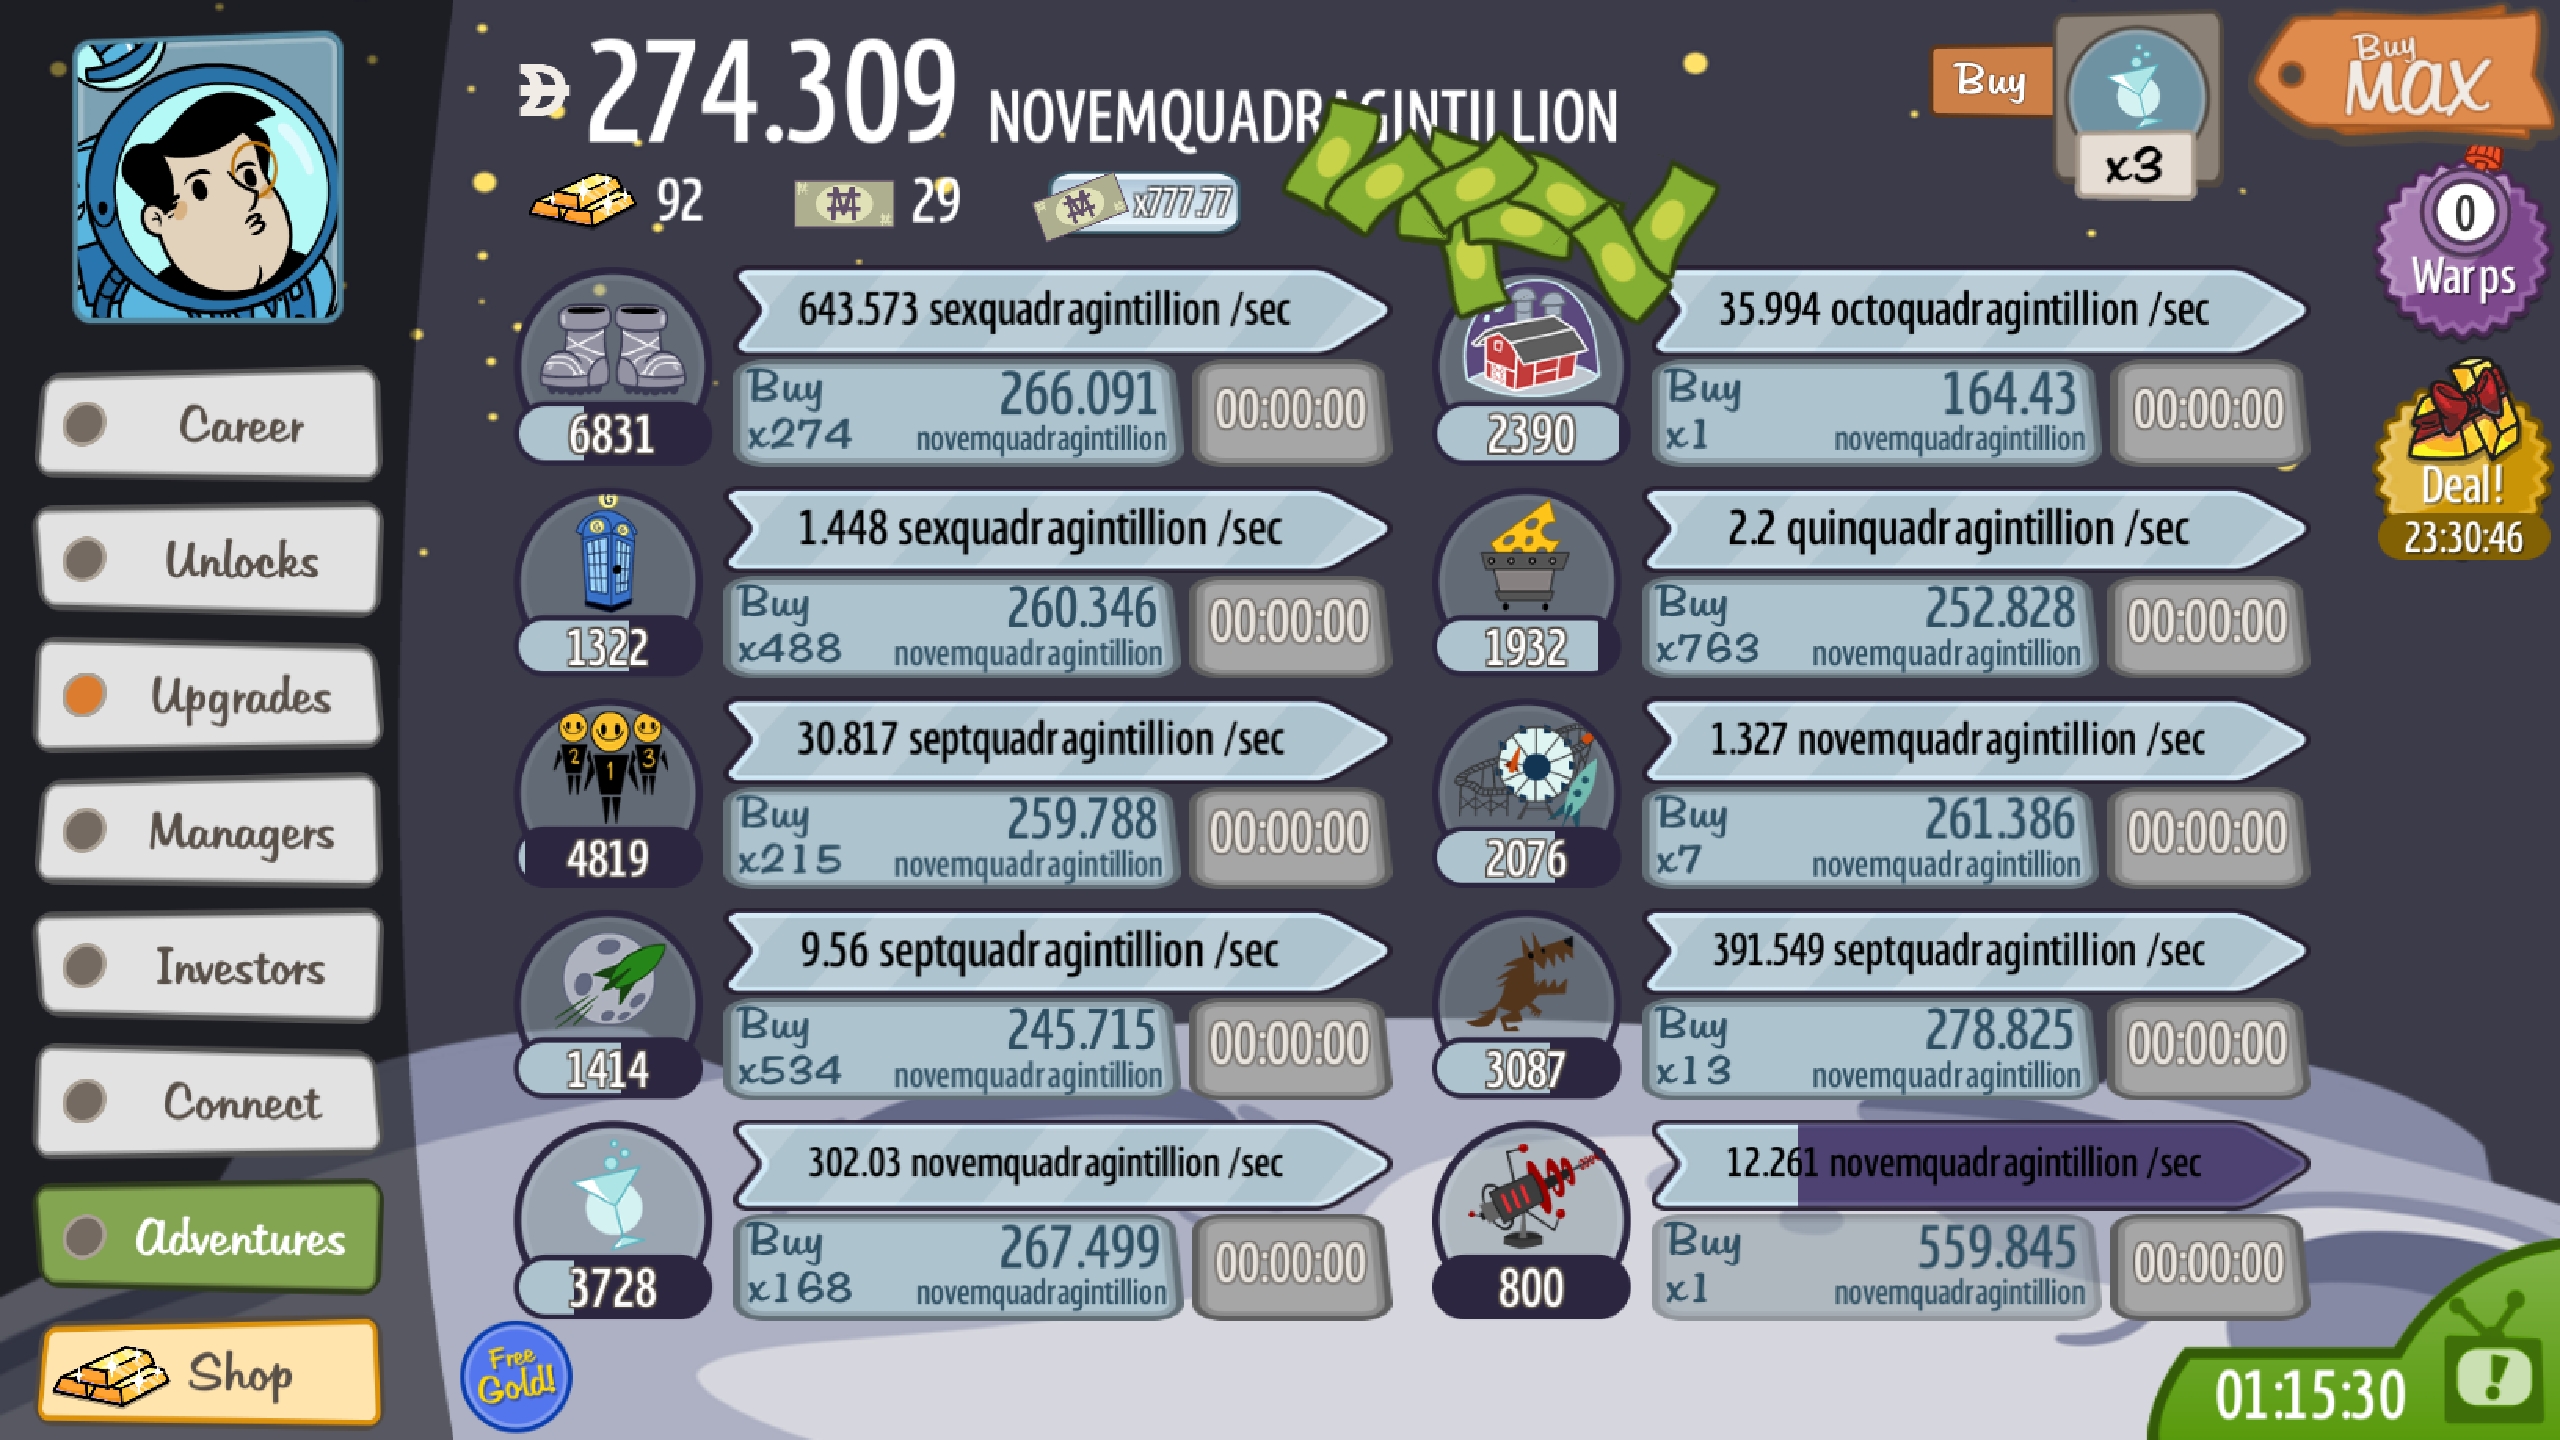 274.309 NOVEMQUADRAGINTILLION
92
29
x777.77
Buy
x3
Buy
MAX
0
Warps
Deal!
23:30:46
Career
Unlocks
Upgrades
Managers
Investors
Connect
Adventures
Shop
Free
Gold!
6831
643.573 sexquadragintillion /sec
Buy 266.091
x274 novemquadragintillion
00:00:00
2390
35.994 octoquadragintillion /sec
Buy 164.43
x1 novemquadragintillion
00:00:00
G
G G
1322
1.448 sexquadragintillion /sec
Buy 260.346
x488 novemquadragintillion
00:00:00
1932
2.2 quinquadragintillion /sec
Buy 252.828
x763 novemquadragintillion
00:00:00
2 1 3
4819
30.817 septquadragintillion /sec
Buy 259.788
x215 novemquadragintillion
00:00:00
2076
1.327 novemquadragintillion /sec
Buy 261.386
x7 novemquadragintillion
00:00:00
1414
9.56 septquadragintillion /sec
Buy 245.715
x534 novemquadragintillion
00:00:00
3087
391.549 septquadragintillion /sec
Buy 278.825
x13 novemquadragintillion
00:00:00
3728
302.03 novemquadragintillion /sec
Buy 267.499
x168 novemquadragintillion
00:00:00
800
12.261 novemquadragintillion /sec
Buy 559.845
x1 novemquadragintillion
00:00:00
01:15:30
!